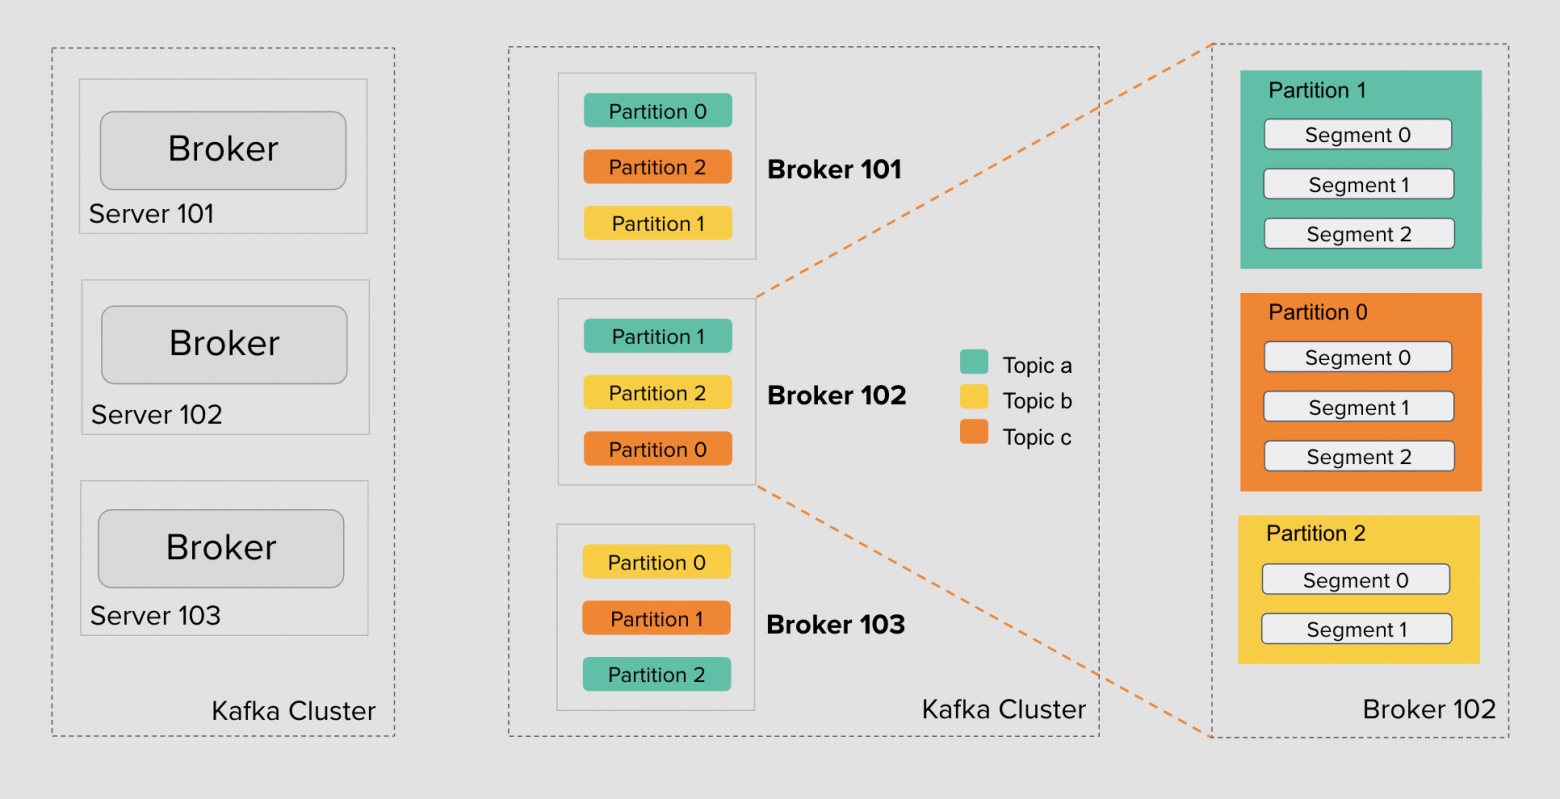 Broker
Server 101
Broker
Server 102
Broker
Server 103
Kafka Cluster
Partition 0
Partition 2
Partition 1
Broker 101
Partition 1
Partition 2
Partition 0
Broker 102
Partition 0
Partition 1
Partition 2
Broker 103
Topic a
Topic b
Topic c
Kafka Cluster
Partition 1
Segment 0
Segment 1
Segment 2
Partition 0
Segment 0
Segment 1
Segment 2
Partition 2
Segment 0
Segment 1
Broker 102